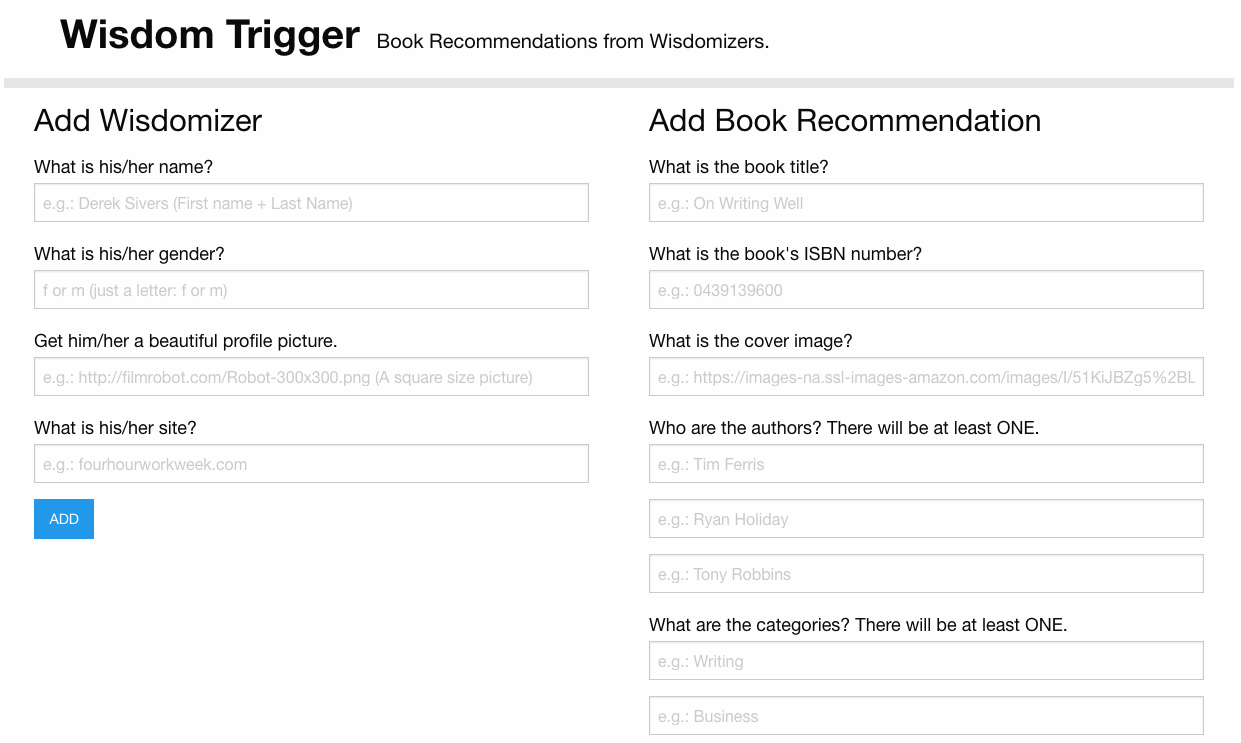 Wisdom Trigger Book Recommendations from Wisdomizers.
Add Wisdomizer
What is his/her name?
e.g.: Derek Sivers (First name + Last Name)
What is his/her gender?
f or m (just a letter: f or m)
Get him/her a beautiful profile picture.
e.g.: http://filmrobot.com/Robot-300x300.png (A square size picture)
What is his/her site?
e.g.: fourhourworkweek.com
ADD
Add Book Recommendation
What is the book title?
e.g.: On Writing Well
What is the book's ISBN number?
e.g.: 0439139600
What is the cover image?
e.g.: https://images-na.ssl-images-amazon.com/images/I/51KiJBZg5%2BL
Who are the authors? There will be at least ONE.
e.g.: Tim Ferris
e.g.: Ryan Holiday
e.g.: Tony Robbins
What are the categories? There will be at least ONE.
e.g.: Writing
e.g.: Business